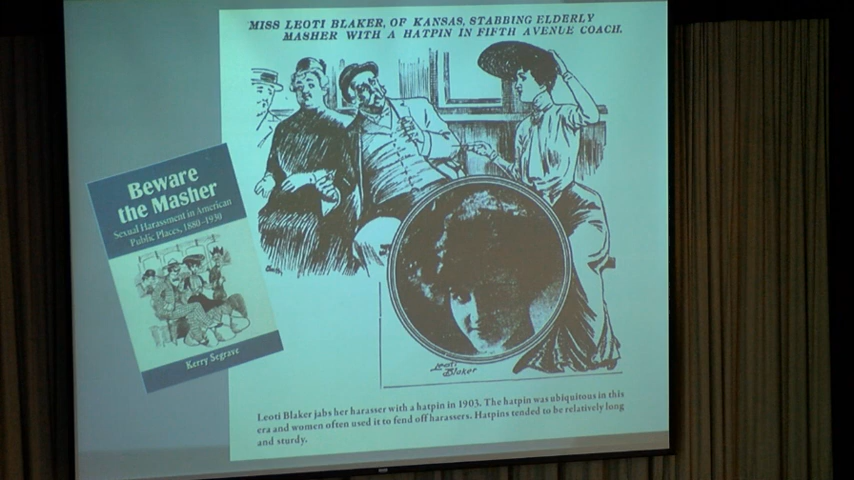 MISS LEOTI BLAKER, OF KANSAS, STABBING ELDERLY
MASHER WITH A HATPIN IN FIFTH AVENUE COACH.
Beware
the Masher
Sexual Harassment in American
Public Places, 1880–1930
Kerry Segrave
Leoti
Blaker
Leoti Blaker jabs her harasser with a hatpin in 1903. The hatpin was ubiquitous in this
era and women often used it to fend off harassers. Hatpins tended to be relatively long
and sturdy.